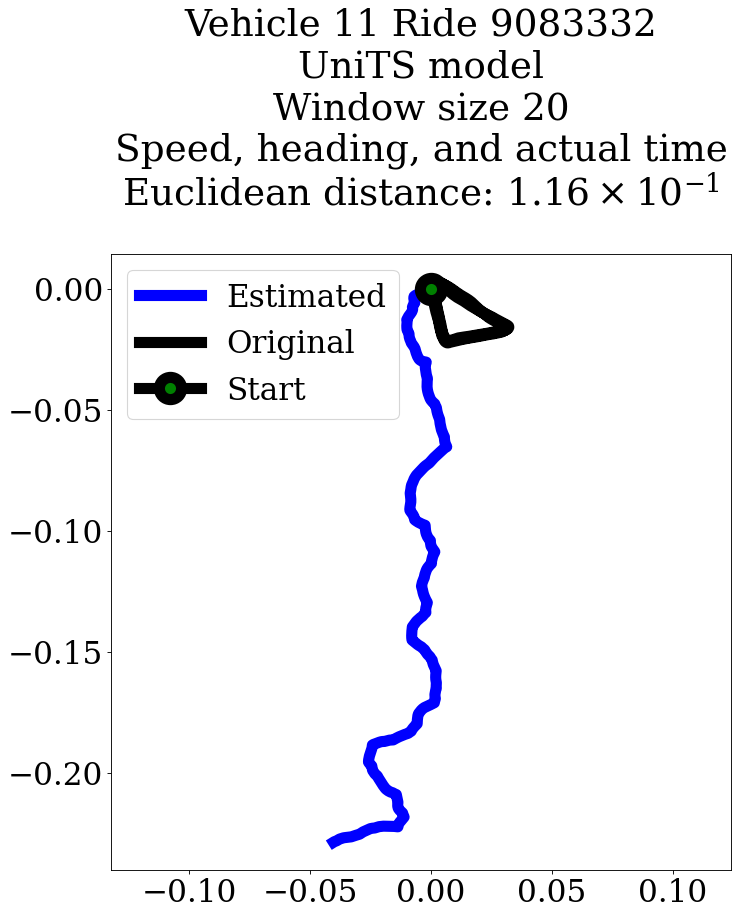 Vehicle 11 Ride 9083332
UniTS model
Window size 20
Speed, heading, and actual time
Euclidean distance: 1.16 × 10⁻¹
Estimated
Original
Start
0.00
−0.05
−0.10
−0.15
−0.20
−0.10 −0.05 0.00 0.05 0.10